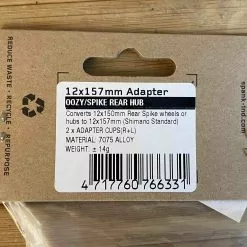 REDUCE WASTE • RECYCLE • REPURPOSE
spank-ind.com
12x157mm Adapter
OOZY/SPIKE REAR HUB
Converts 12x150mm Rear Spike wheels or
hubs to 12x157mm (Shimano Standard)
2 x ADAPTER CUPS(R+L)
MATERIAL: 7075 ALLOY
WEIGHT: ± 14g
4 717760 766331